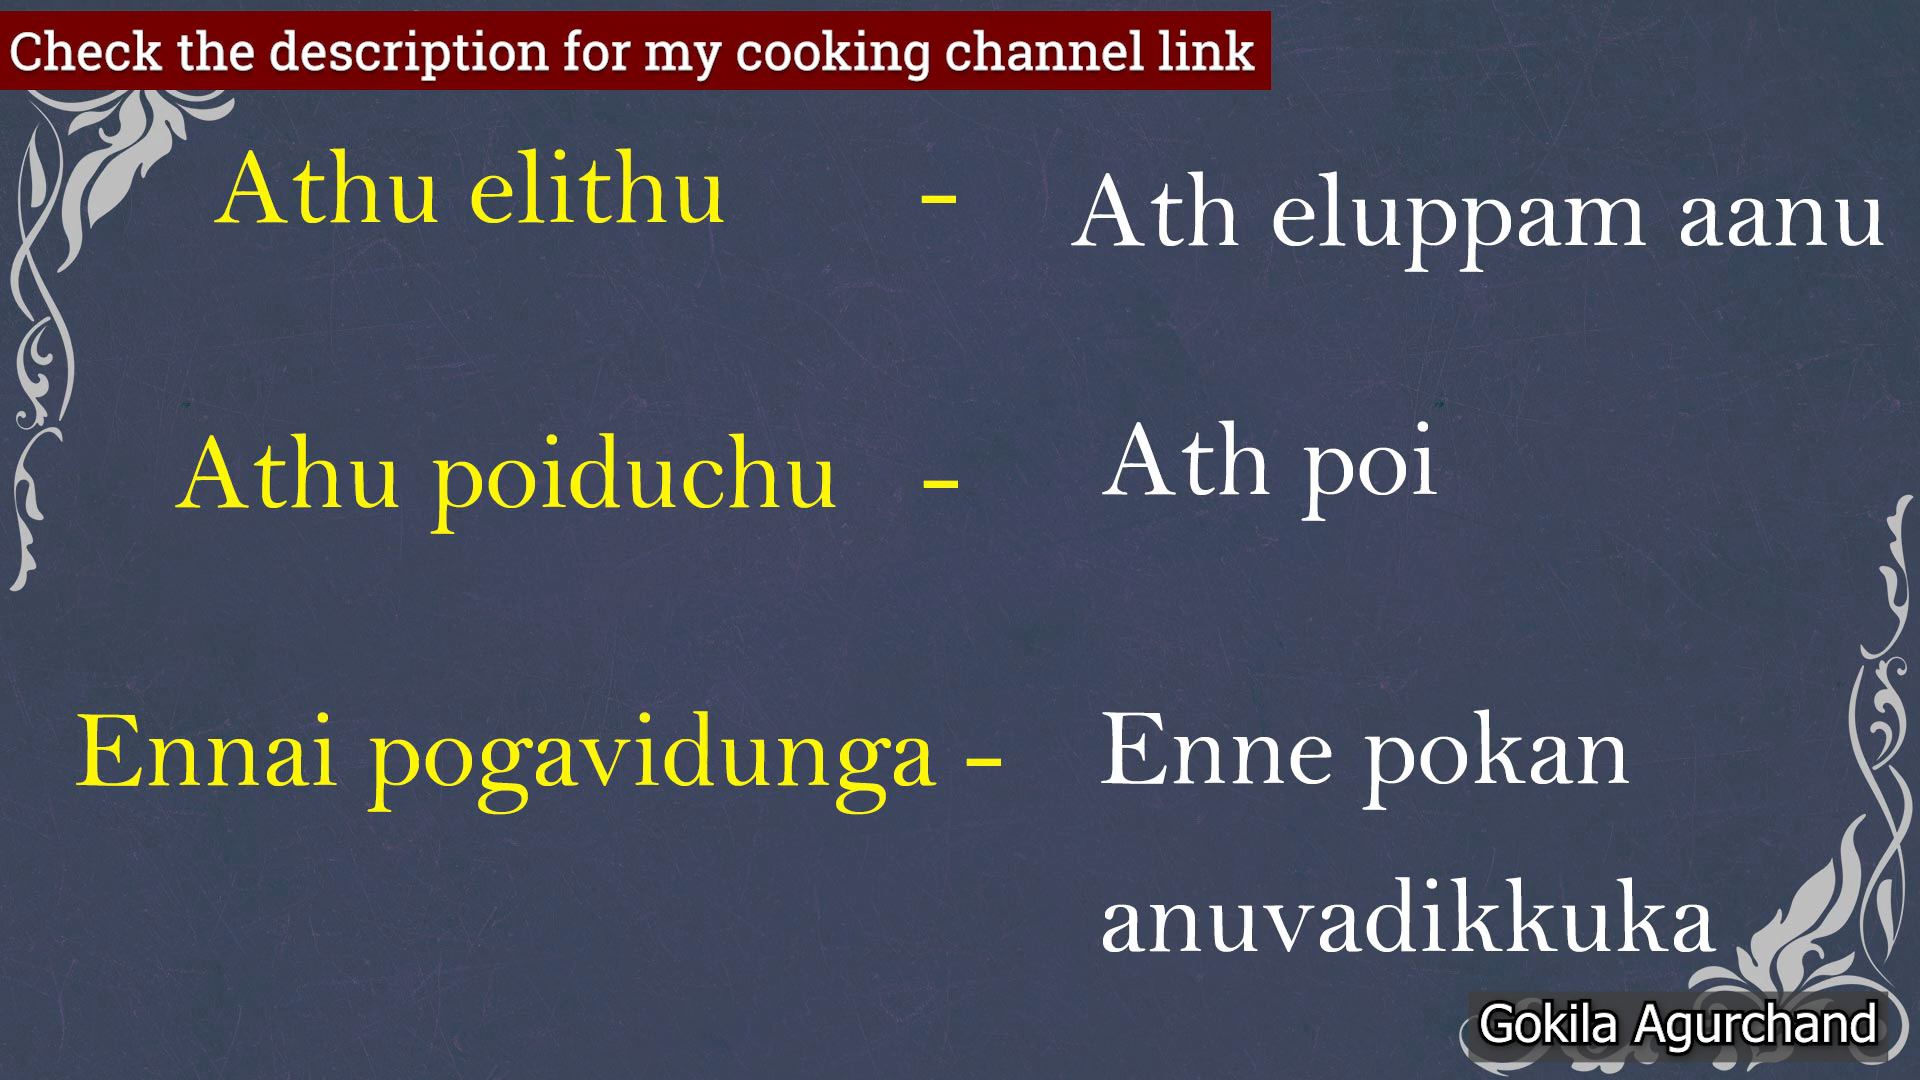 Check the description for my cooking channel link
Athu elithu - Ath eluppam aanu
Athu poiduchu - Ath poi
Ennai pogavidunga - Enne pokan
anuvadikkuka
Gokila Agurchand